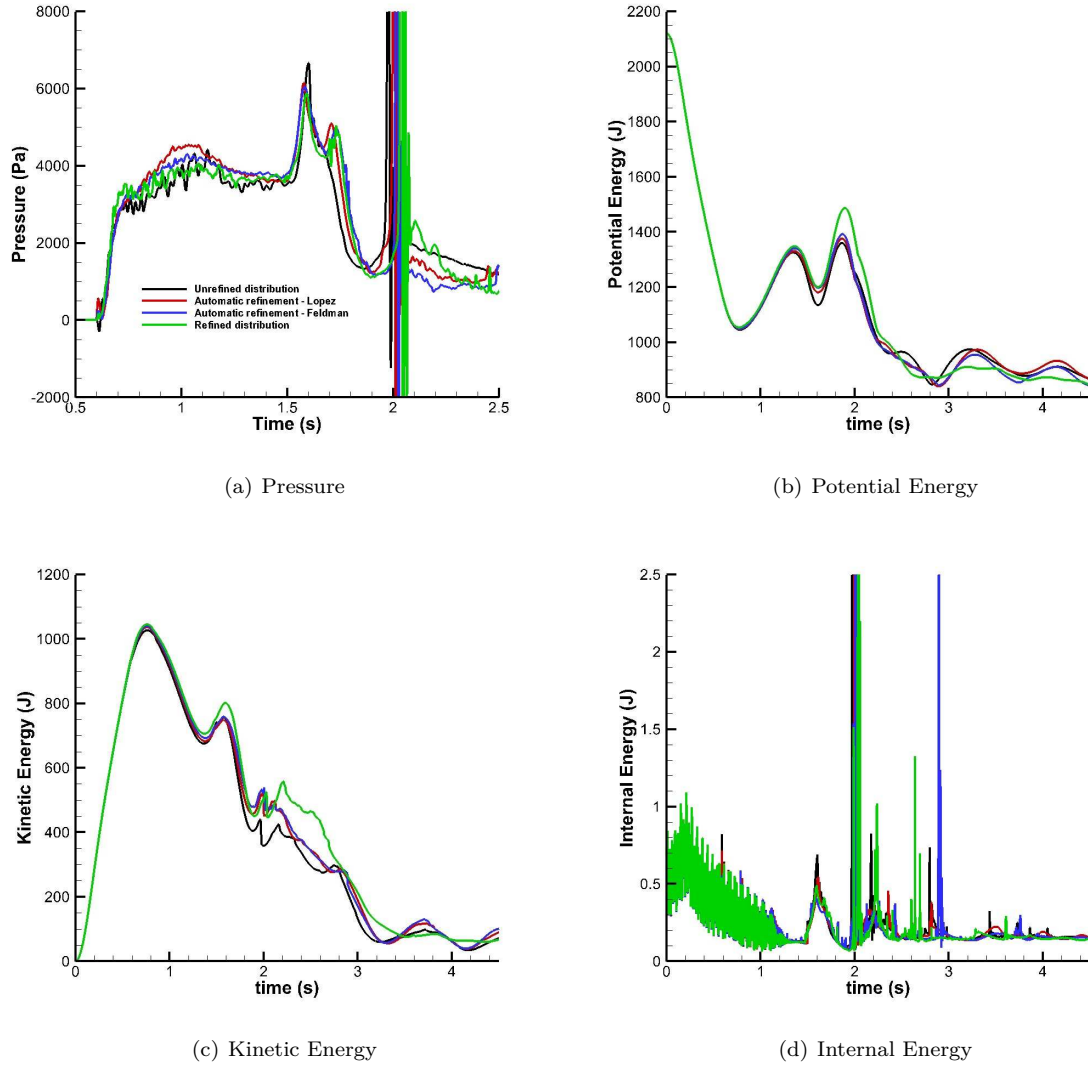 8000
6000
4000
2000
0
-2000
Pressure (Pa)
0.5
1
1.5
2
2.5
Time (s)
Unrefined distribution
Automatic refinement - Lopez
Automatic refinement - Feldman
Refined distribution
(a) Pressure
2200
2000
1800
1600
1400
1200
1000
800
Potential Energy (J)
0
1
2
3
4
time (s)
(b) Potential Energy
1200
1000
800
600
400
200
0
Kinetic Energy (J)
0
1
2
3
4
time (s)
(c) Kinetic Energy
2.5
2
1.5
1
0.5
0
Internal Energy (J)
0
1
2
3
4
time (s)
(d) Internal Energy